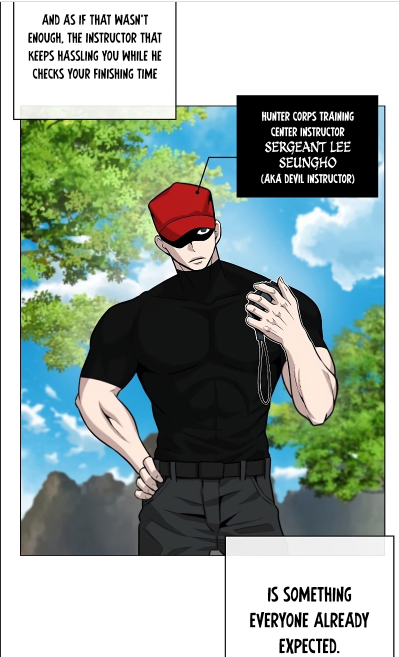 AND AS IF THAT WASN'T
ENOUGH, THE INSTRUCTOR THAT
KEEPS HASSLING YOU WHILE HE
CHECKS YOUR FINISHING TIME
HUNTER CORPS TRAINING
CENTER INSTRUCTOR
SERGEANT LEE
SEUNGHO
(AKA DEVIL INSTRUCTOR)
IS SOMETHING
EVERYONE ALREADY
EXPECTED.